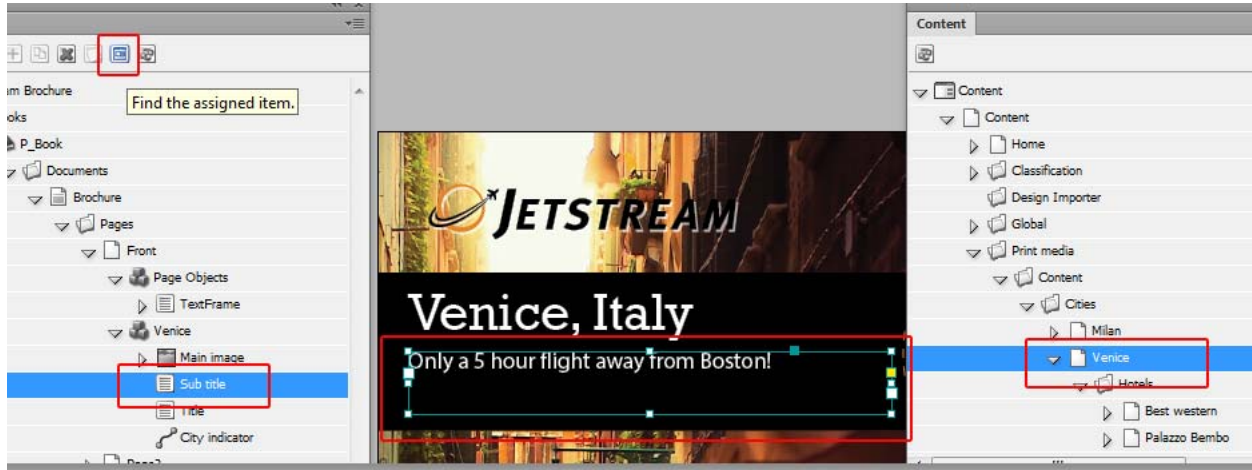 Find the assigned item.
Brochure
P_Book
Documents
Brochure
Pages
Front
Page Objects
TextFrame
Venice
Main image
Sub title
Title
City indicator
JETSTREAM
Venice, Italy
Only a 5 hour flight away from Boston!
Content
Content
Content
Home
Classification
Design Importer
Global
Print media
Content
Cities
Milan
Venice
Hotels
Best western
Palazzo Bembo